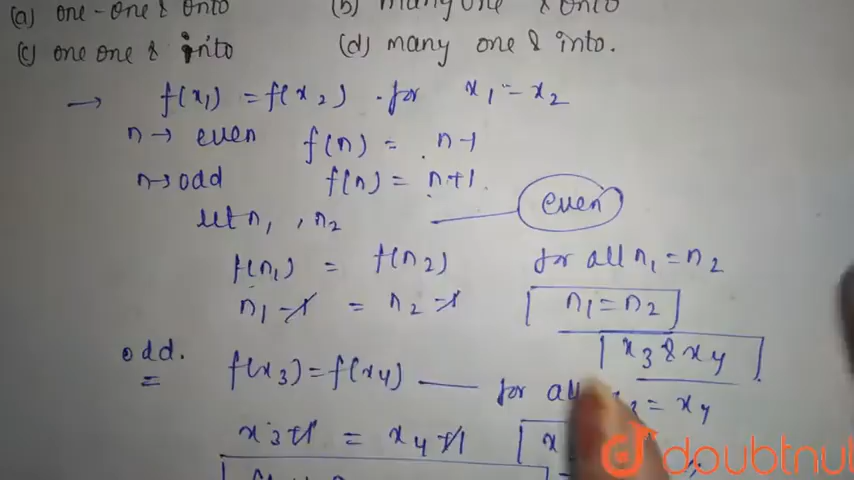 (a) one-one & onto (b) many one & onto
(c) one one & into (d) many one & into.
→ f(x1) = f(x2) . for x1 = x2
n → even f(n) = n-1
n → odd f(n) = n+1.
let n1, n2 even
f(n1) = f(n2) for all n1 = n2
n1 - 1 = n2 - 1 n1 = n2
x3 & x4
odd. f(x3) = f(x4) — for all = x4
x3 + 1 = x4 + 1
doubtnut